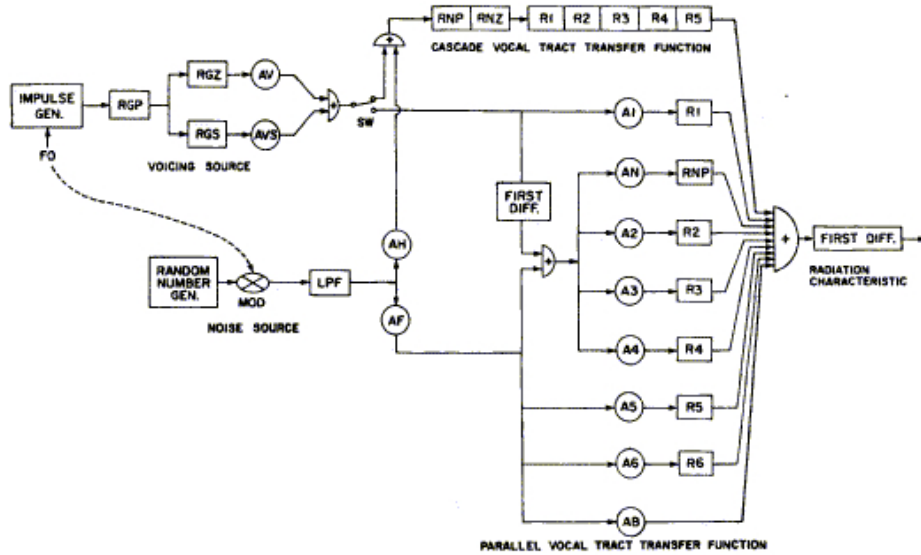 RNP RNZ R1 R2 R3 R4 R5
CASCADE VOCAL TRACT TRANSFER FUNCTION
+
IMPULSE
GEN.
RGP
RGZ
AV
RGS
AVS
+
SW
VOICING SOURCE
F0
A1 R1
AN RNP
FIRST
DIFF.
A2 R2
+
A3 R3
A4 R4
A5 R5
A6 R6
AB
PARALLEL VOCAL TRACT TRANSFER FUNCTION
AH
RANDOM
NUMBER
GEN.
MOD
LPF
NOISE SOURCE
AF
+
FIRST DIFF.
RADIATION
CHARACTERISTIC